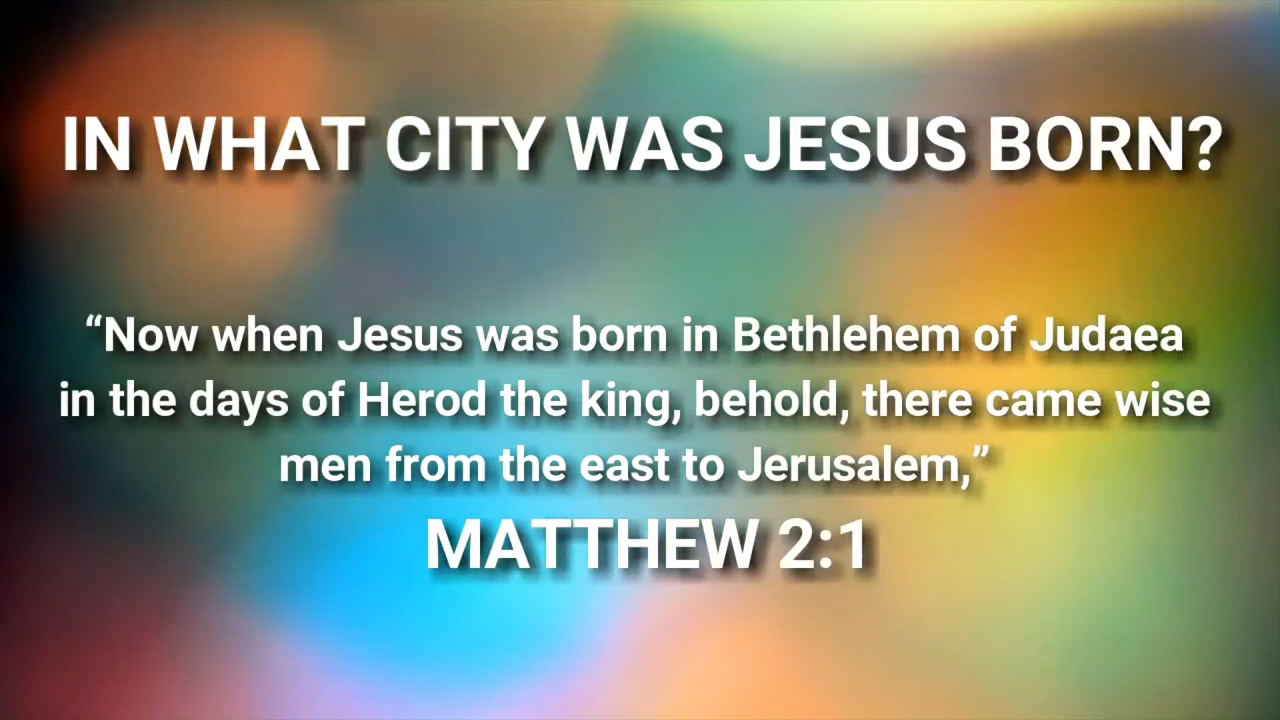 IN WHAT CITY WAS JESUS BORN?
“Now when Jesus was born in Bethlehem of Judaea
in the days of Herod the king, behold, there came wise
men from the east to Jerusalem,”
MATTHEW 2:1